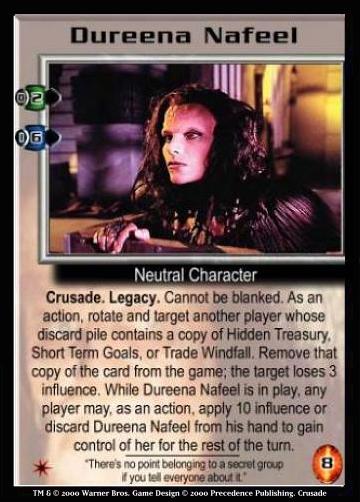 Dureena Nafeel
2
6
Neutral Character
Crusade. Legacy. Cannot be blanked. As an
action, rotate and target another player whose
discard pile contains a copy of Hidden Treasury,
Short Term Goals, or Trade Windfall. Remove that
copy of the card from the game; the target loses 3
influence. While Dureena Nafeel is in play, any
player may, as an action, apply 10 influence or
discard Dureena Nafeel from his hand to gain
control of her for the rest of the turn.
"There's no point belonging to a secret group
if you tell everyone about it."
8
TM & © 2000 Warner Bros. Game Design © 2000 Precedence Publishing. Crusade